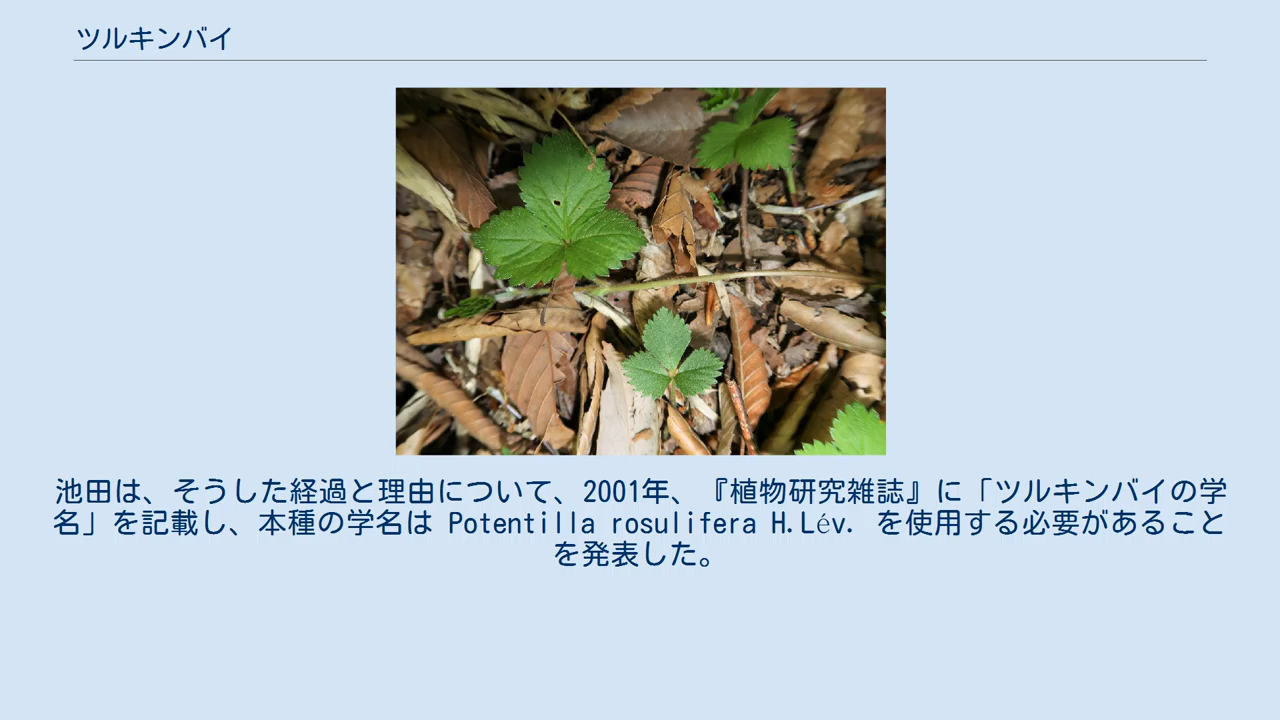 ツルキンバイ
池田は、そうした経過と理由について、2001年、『植物研究雑誌』に「ツルキンバイの学
名」を記載し、本種の学名は Potentilla rosulifera H.Lév. を使用する必要があること
を発表した。